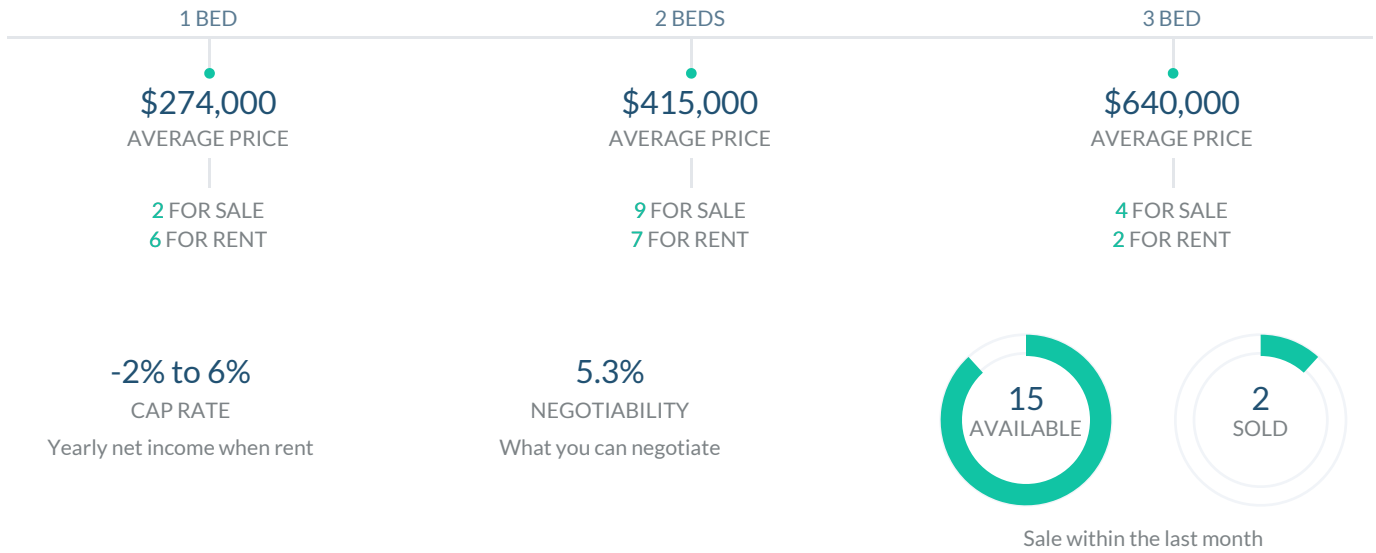 1 BED
$274,000
AVERAGE PRICE
2 FOR SALE
6 FOR RENT
2 BEDS
$415,000
AVERAGE PRICE
9 FOR SALE
7 FOR RENT
3 BED
$640,000
AVERAGE PRICE
4 FOR SALE
2 FOR RENT
-2% to 6%
CAP RATE
Yearly net income when rent
5.3%
NEGOTIABILITY
What you can negotiate
15
AVAILABLE
2
SOLD
Sale within the last month